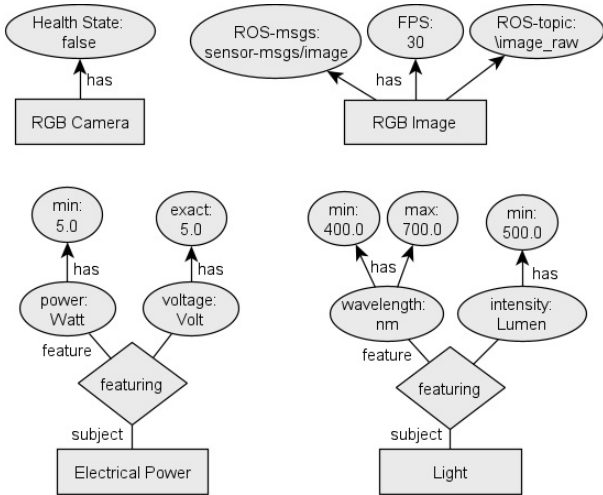 Health State:
false
has
RGB Camera
ROS-msgs:
sensor-msgs/image
FPS:
30
ROS-topic:
\image_raw
has
RGB Image
min:
5.0
exact:
5.0
has
has
power:
Watt
voltage:
Volt
feature
featuring
subject
Electrical Power
min:
400.0
max:
700.0
min:
500.0
has
has
wavelength:
nm
intensity:
Lumen
feature
featuring
subject
Light